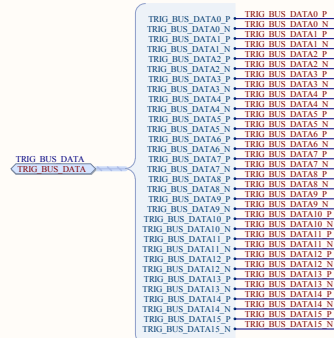 TRIG_BUS_DATA
TRIG_BUS_DATA
TRIG_BUS_DATA0_P TRIG_BUS_DATA0_P
TRIG_BUS_DATA0_N TRIG_BUS_DATA0_N
TRIG_BUS_DATA1_P TRIG_BUS_DATA1_P
TRIG_BUS_DATA1_N TRIG_BUS_DATA1_N
TRIG_BUS_DATA2_P TRIG_BUS_DATA2_P
TRIG_BUS_DATA2_N TRIG_BUS_DATA2_N
TRIG_BUS_DATA3_P TRIG_BUS_DATA3_P
TRIG_BUS_DATA3_N TRIG_BUS_DATA3_N
TRIG_BUS_DATA4_P TRIG_BUS_DATA4_P
TRIG_BUS_DATA4_N TRIG_BUS_DATA4_N
TRIG_BUS_DATA5_P TRIG_BUS_DATA5_P
TRIG_BUS_DATA5_N TRIG_BUS_DATA5_N
TRIG_BUS_DATA6_P TRIG_BUS_DATA6_P
TRIG_BUS_DATA6_N TRIG_BUS_DATA6_N
TRIG_BUS_DATA7_P TRIG_BUS_DATA7_P
TRIG_BUS_DATA7_N TRIG_BUS_DATA7_N
TRIG_BUS_DATA8_P TRIG_BUS_DATA8_P
TRIG_BUS_DATA8_N TRIG_BUS_DATA8_N
TRIG_BUS_DATA9_P TRIG_BUS_DATA9_P
TRIG_BUS_DATA9_N TRIG_BUS_DATA9_N
TRIG_BUS_DATA10_P TRIG_BUS_DATA10_P
TRIG_BUS_DATA10_N TRIG_BUS_DATA10_N
TRIG_BUS_DATA11_P TRIG_BUS_DATA11_P
TRIG_BUS_DATA11_N TRIG_BUS_DATA11_N
TRIG_BUS_DATA12_P TRIG_BUS_DATA12_P
TRIG_BUS_DATA12_N TRIG_BUS_DATA12_N
TRIG_BUS_DATA13_P TRIG_BUS_DATA13_P
TRIG_BUS_DATA13_N TRIG_BUS_DATA13_N
TRIG_BUS_DATA14_P TRIG_BUS_DATA14_P
TRIG_BUS_DATA14_N TRIG_BUS_DATA14_N
TRIG_BUS_DATA15_P TRIG_BUS_DATA15_P
TRIG_BUS_DATA15_N TRIG_BUS_DATA15_N